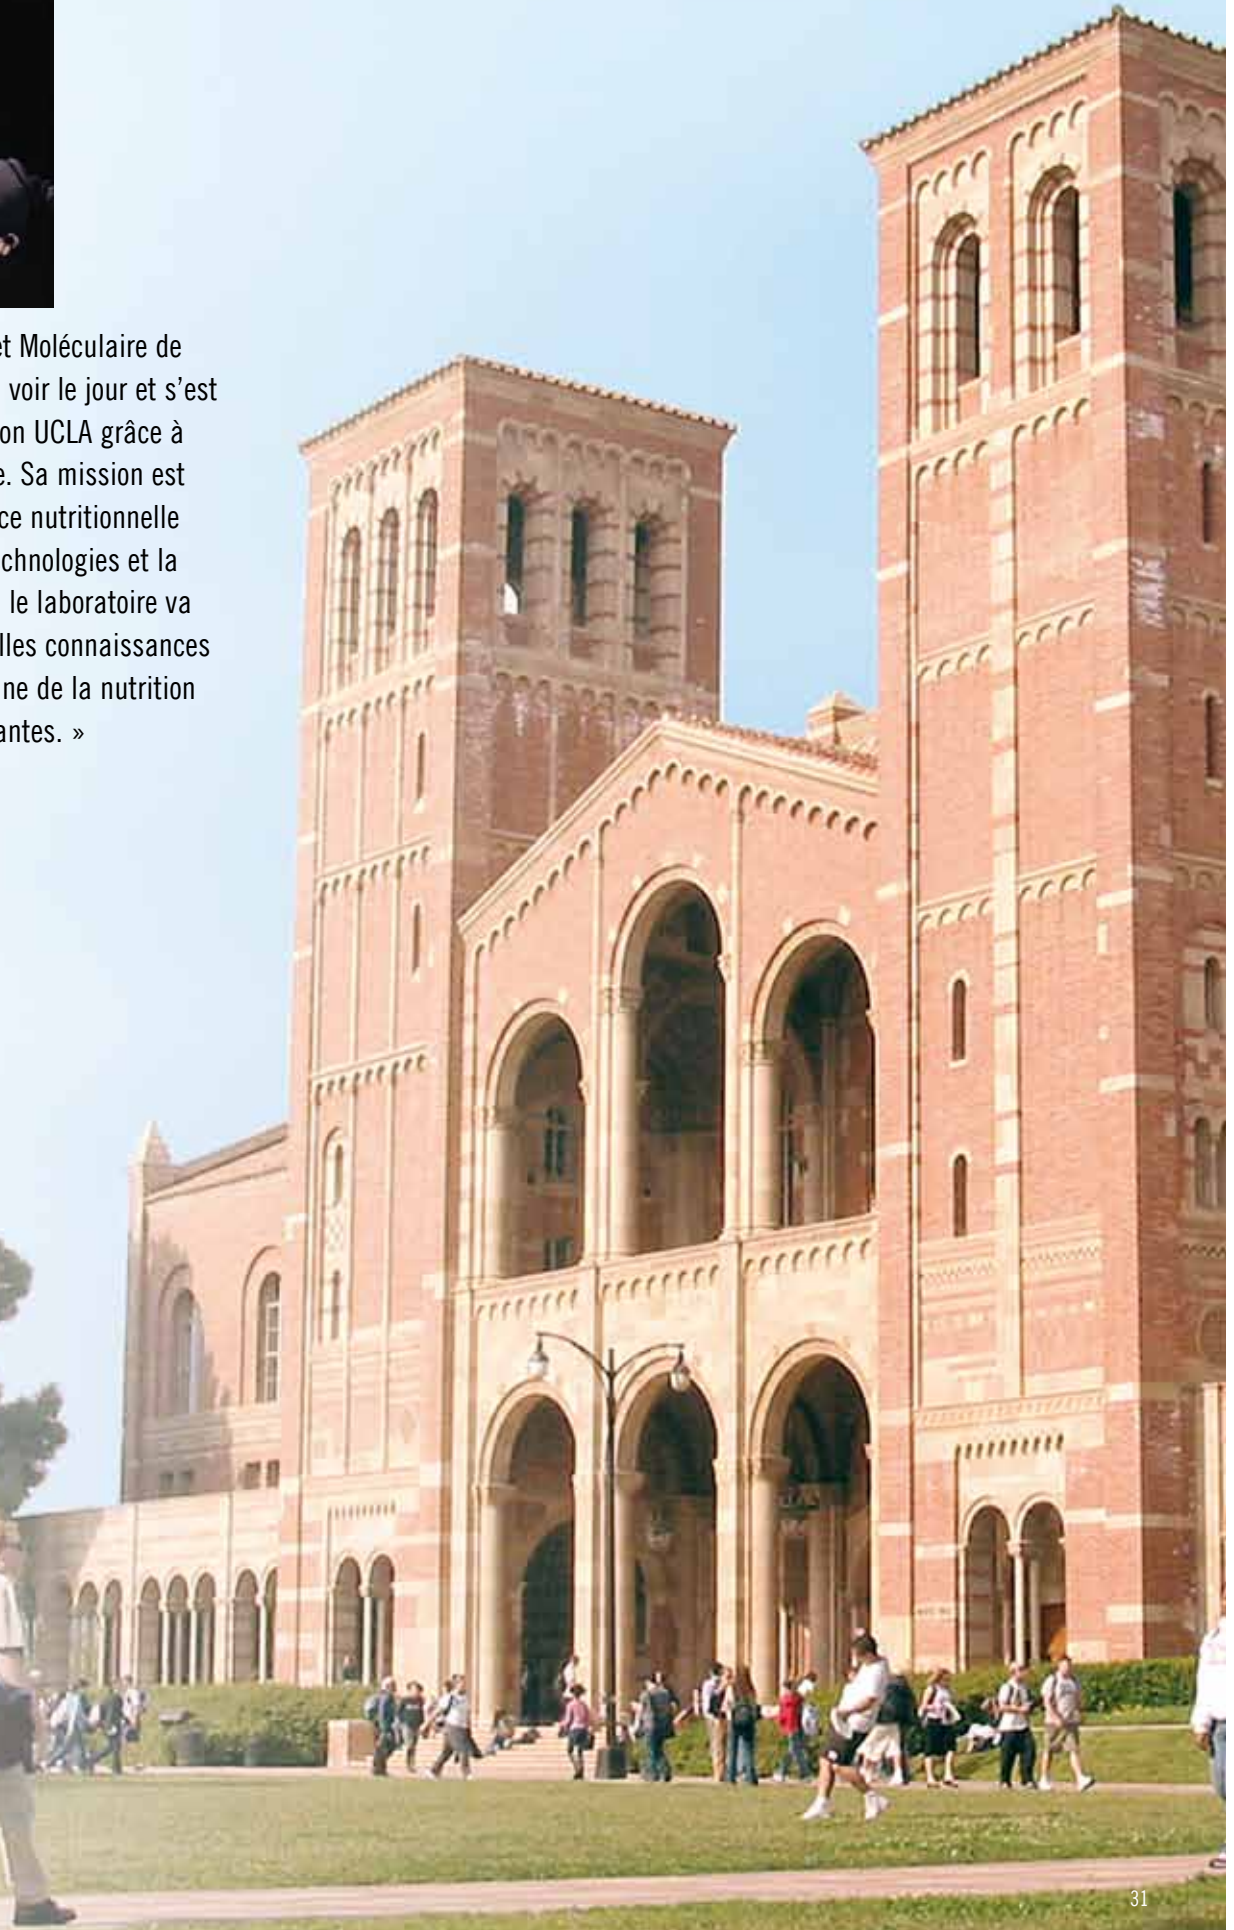 et Moléculaire de
voir le jour et s’est
on UCLA grâce à
e. Sa mission est
ce nutritionnelle
chnologies et la
le laboratoire va
lles connaissances
ne de la nutrition
antes. »
31